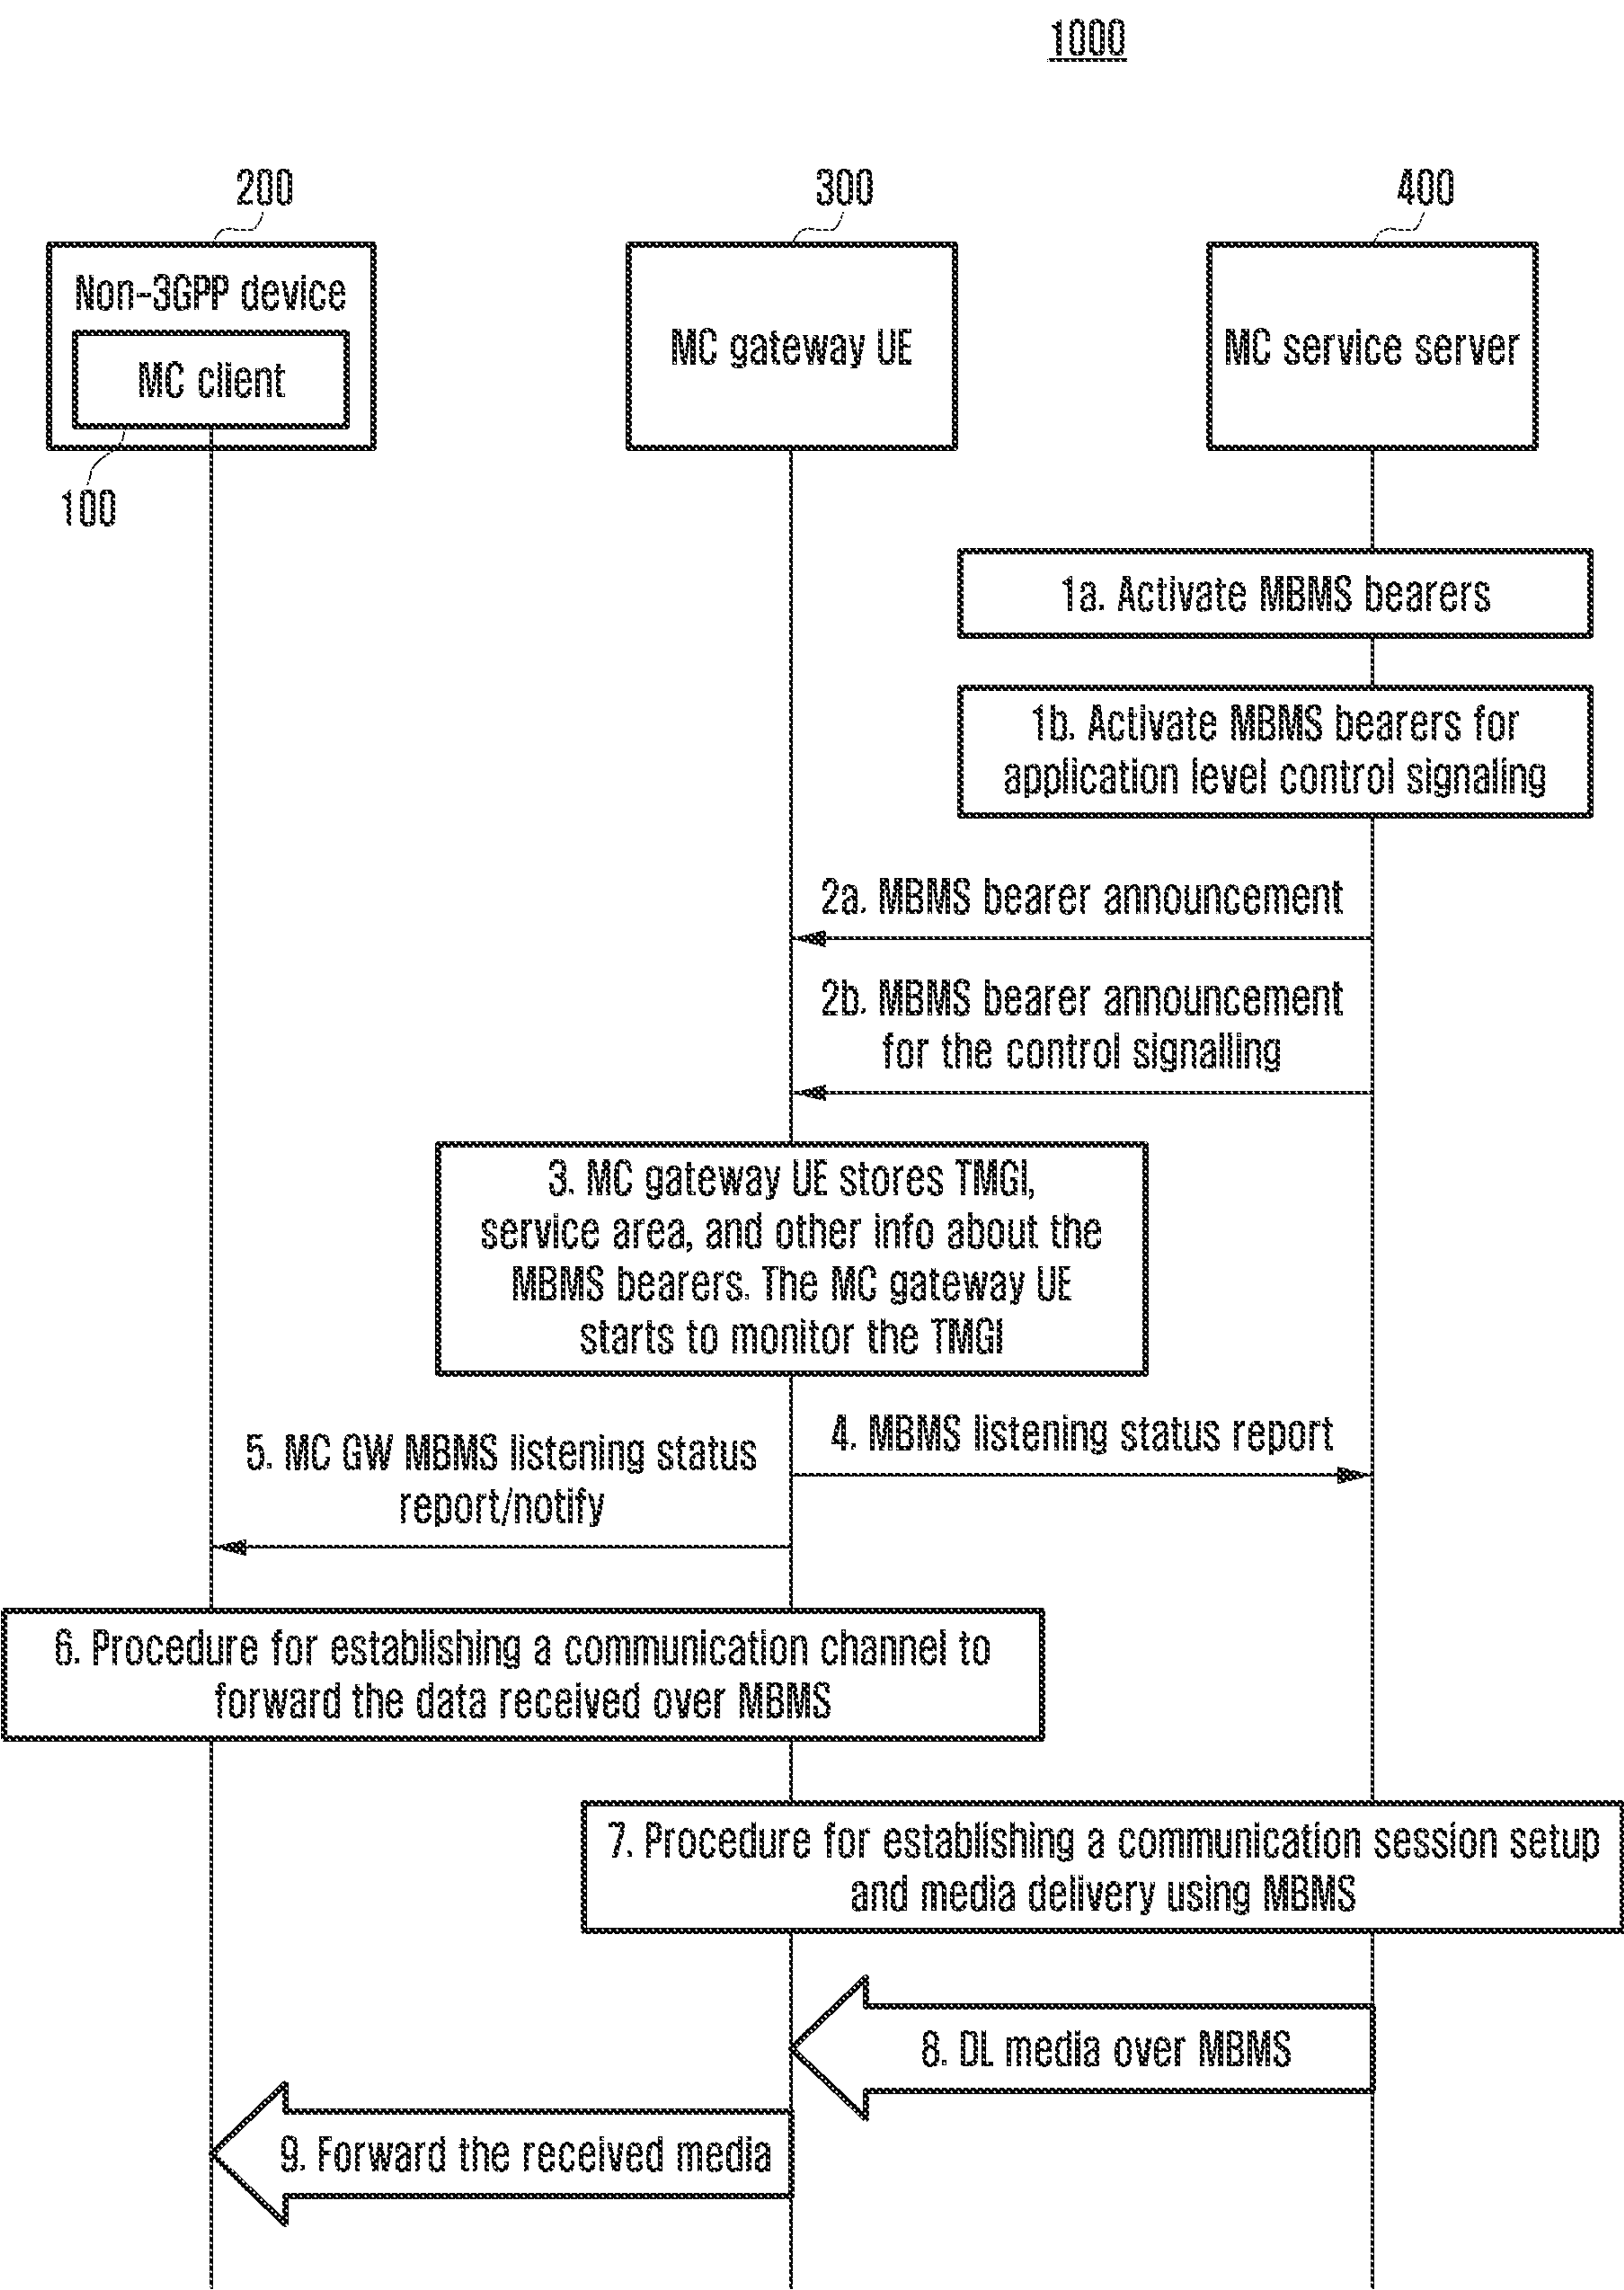 1000
200
300
400
Non-3GPP device
MC client
MC gateway UE
MC service server
100
1a. Activate MBMS bearers
1b. Activate MBMS bearers for
application level control signaling
2a. MBMS bearer announcement
2b. MBMS bearer announcement
for the control signalling
3. MC gateway UE stores TMGI,
service area, and other info about the
MBMS bearers. The MC gateway UE
starts to monitor the TMGI
4. MBMS listening status report
5. MC GW MBMS listening status
report/notify
6. Procedure for establishing a communication channel to
forward the data received over MBMS
7. Procedure for establishing a communication session setup
and media delivery using MBMS
8. DL media over MBMS
9. Forward the received media